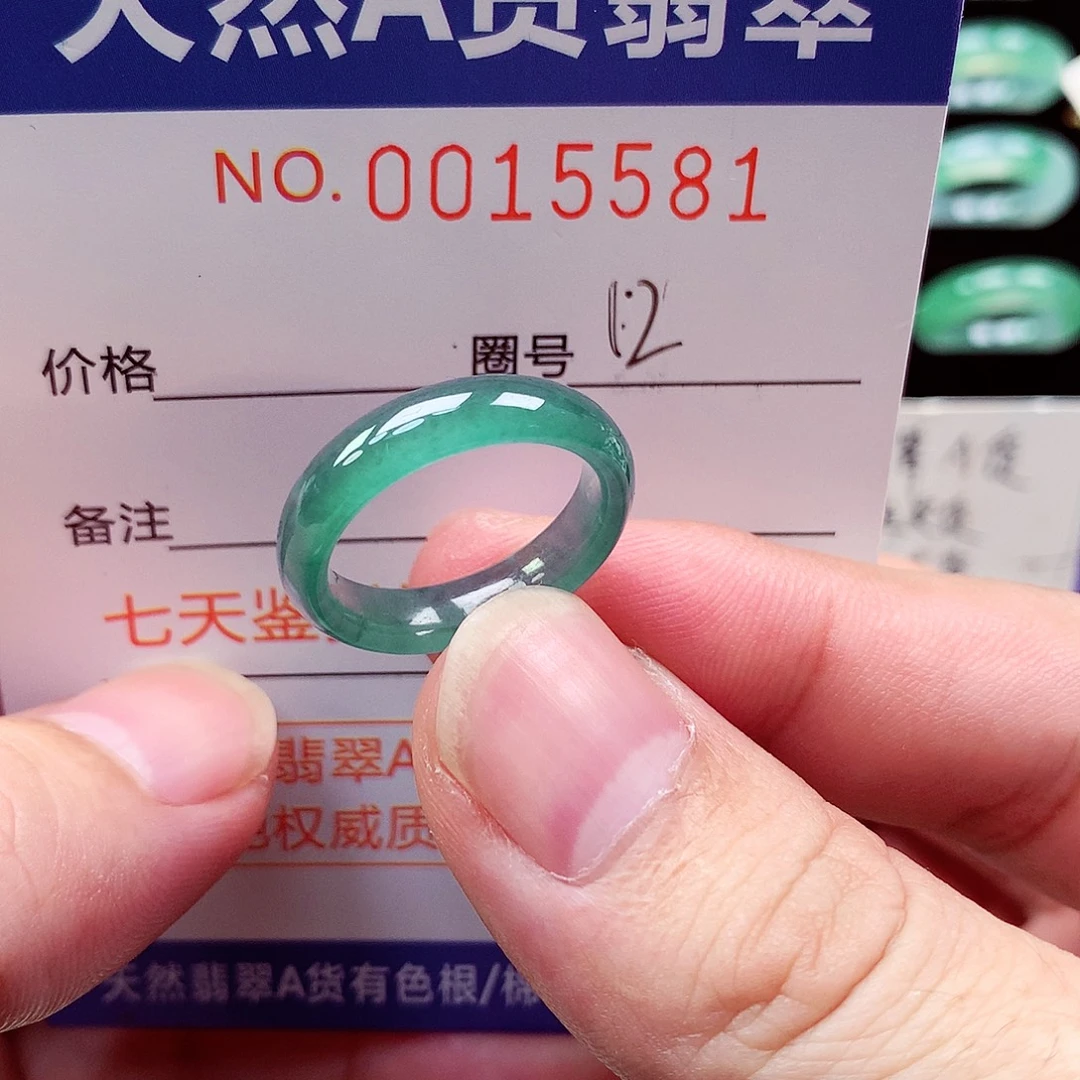 天然A货翡翠
NO. 0015581
价格 圈号 12
备注
七天鉴
翡翠A
权威质
天然翡翠A货有色根/棉